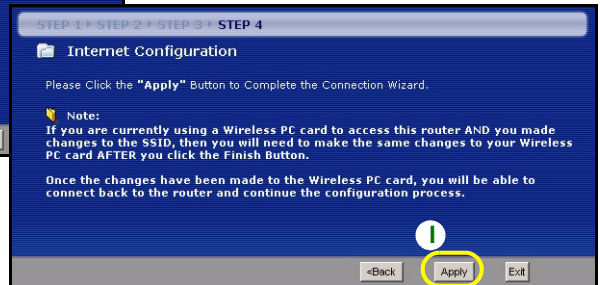 STEP 1 ▸ STEP 2 ▸ STEP 3 ▸ STEP 4
Internet Configuration
Please Click the "Apply" Button to Complete the Connection Wizard.
Note:
If you are currently using a Wireless PC card to access this router AND you made
changes to the SSID, then you will need to make the same changes to your Wireless
PC card AFTER you click the Finish Button.
Once the changes have been made to the Wireless PC card, you will be able to
connect back to the router and continue the configuration process.
I
<Back Apply Exit